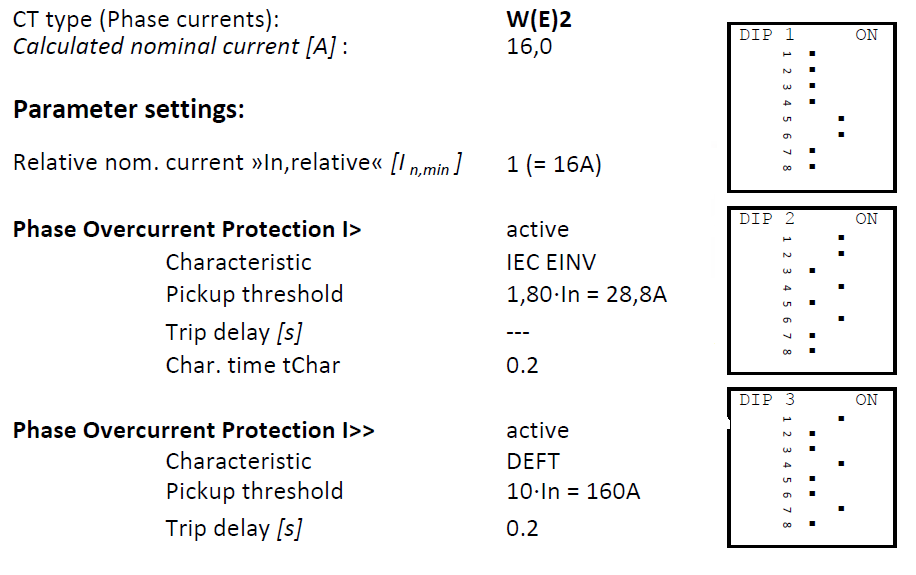 CT type (Phase currents): W(E)2
Calculated nominal current [A] : 16,0
Parameter settings:
Relative nom. current »In,relative« [I n,min ] 1 (= 16A)
Phase Overcurrent Protection I> active
Characteristic IEC EINV
Pickup threshold 1,80·In = 28,8A
Trip delay [s] ---
Char. time tChar 0.2
Phase Overcurrent Protection I>> active
Characteristic DEFT
Pickup threshold 10·In = 160A
Trip delay [s] 0.2
DIP 1 ON
1
2
3
4
5
6
7
8
DIP 2 ON
1
2
3
4
5
6
7
8
DIP 3 ON
1
2
3
4
5
6
7
8